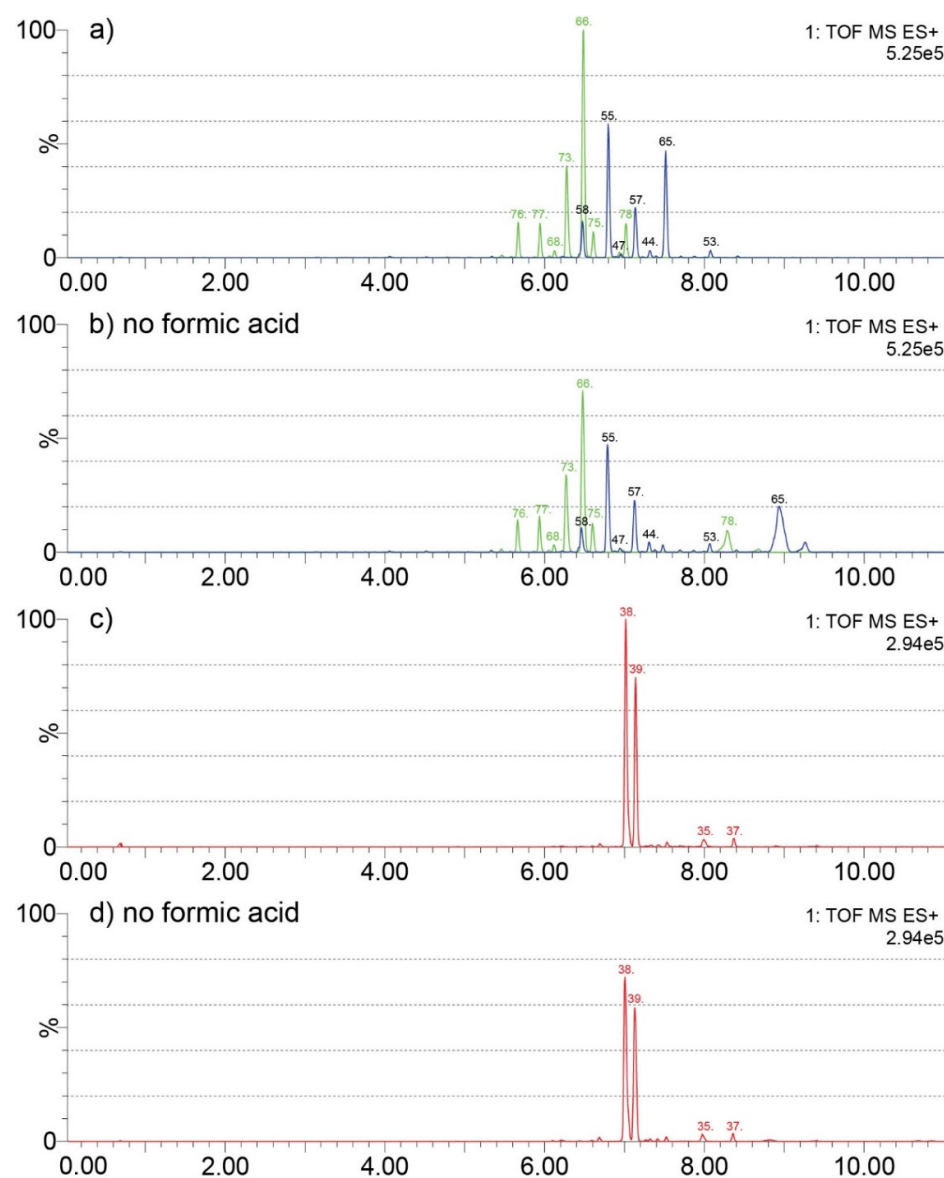 100 a) 1: TOF MS ES+
5.25e5
66.
55.
65.
73.
58.
57.
76. 77. 75. 78.
68. 47. 44. 53.
%
0
0.00 2.00 4.00 6.00 8.00 10.00
100 b) no formic acid 1: TOF MS ES+
5.25e5
66.
55.
73.
57. 65.
76. 77. 58. 75. 78.
68. 47. 44. 53.
%
0
0.00 2.00 4.00 6.00 8.00 10.00
100 c) 1: TOF MS ES+
2.94e5
38.
39.
35. 37.
%
0
0.00 2.00 4.00 6.00 8.00 10.00
100 d) no formic acid 1: TOF MS ES+
2.94e5
38.
39.
35. 37.
%
0
0.00 2.00 4.00 6.00 8.00 10.00